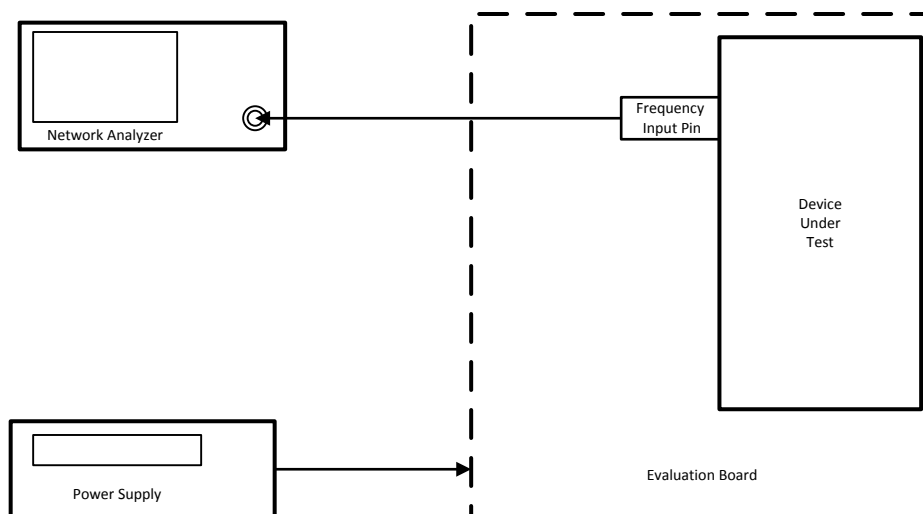 Network Analyzer
Frequency
Input Pin
Device
Under
Test
Power Supply
Evaluation Board